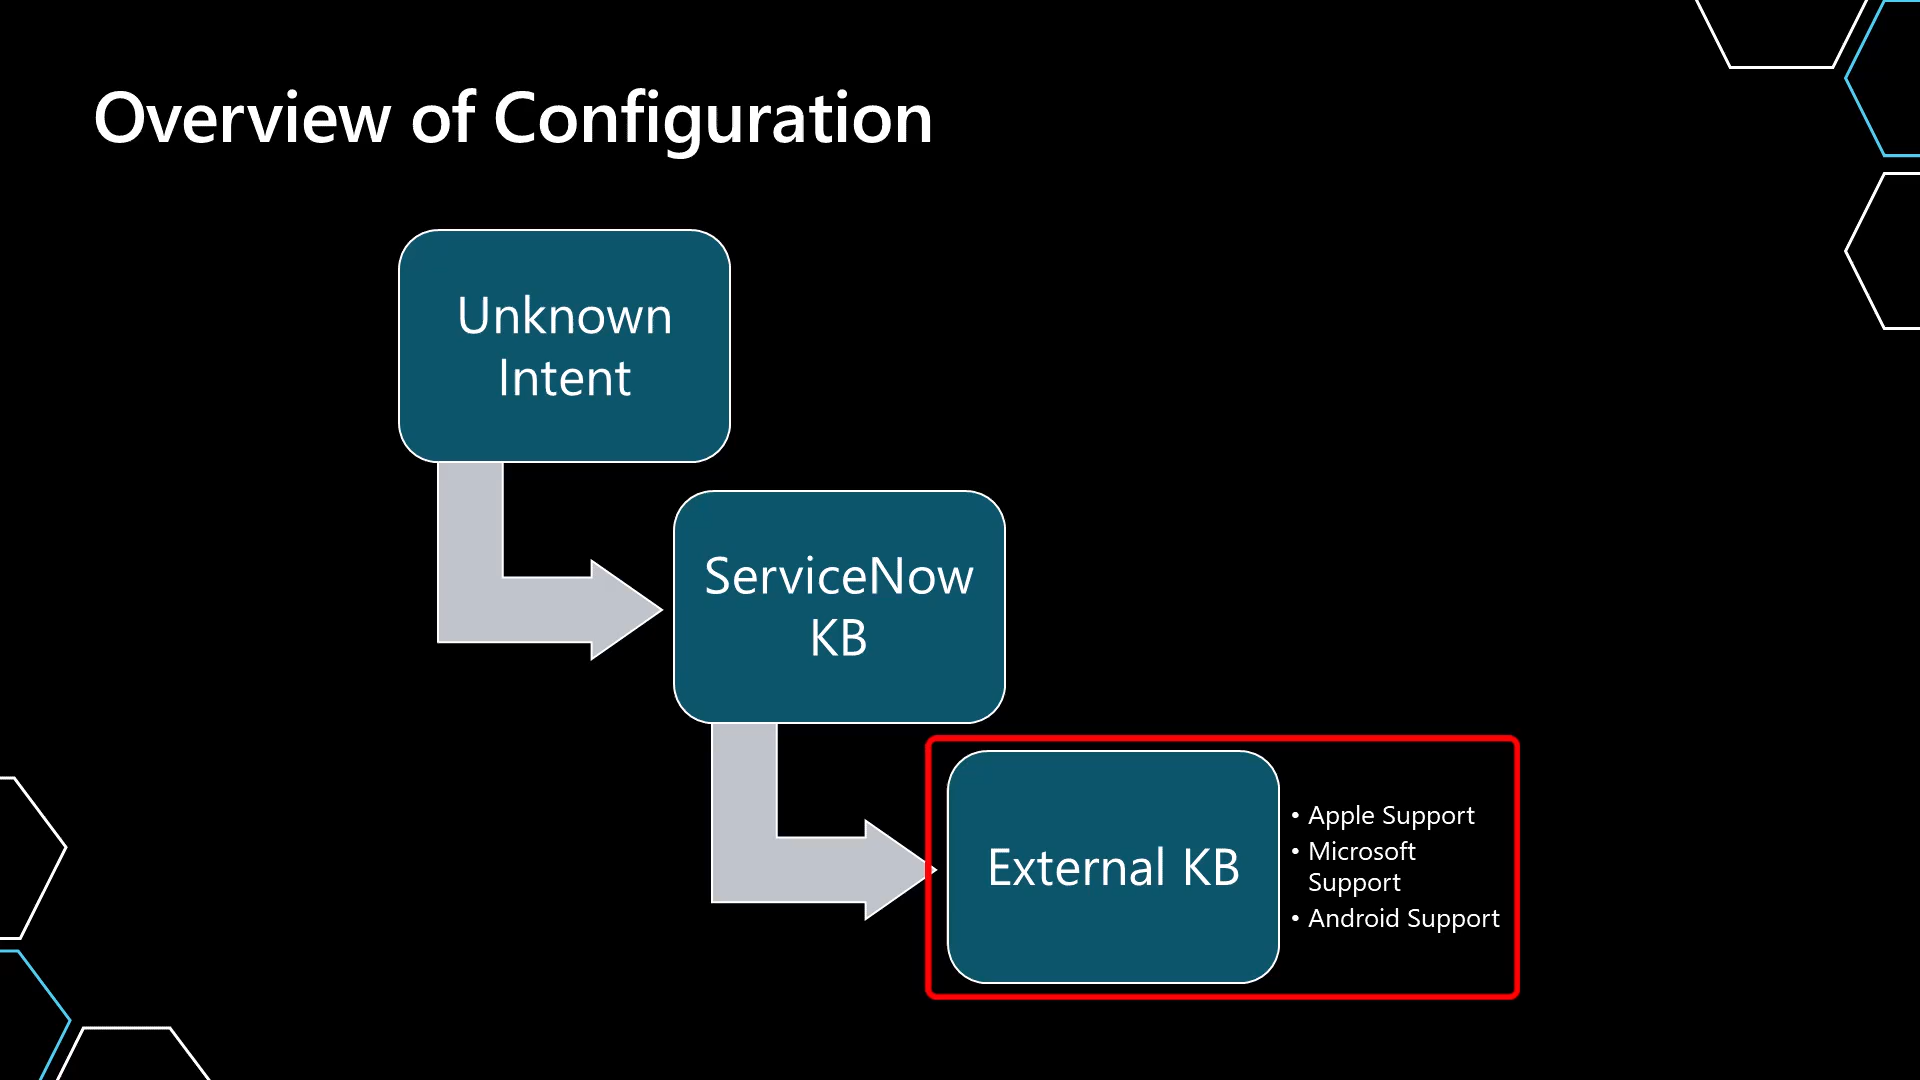 Overview of Configuration
Unknown
Intent
ServiceNow
KB
External KB
• Apple Support
• Microsoft
Support
• Android Support